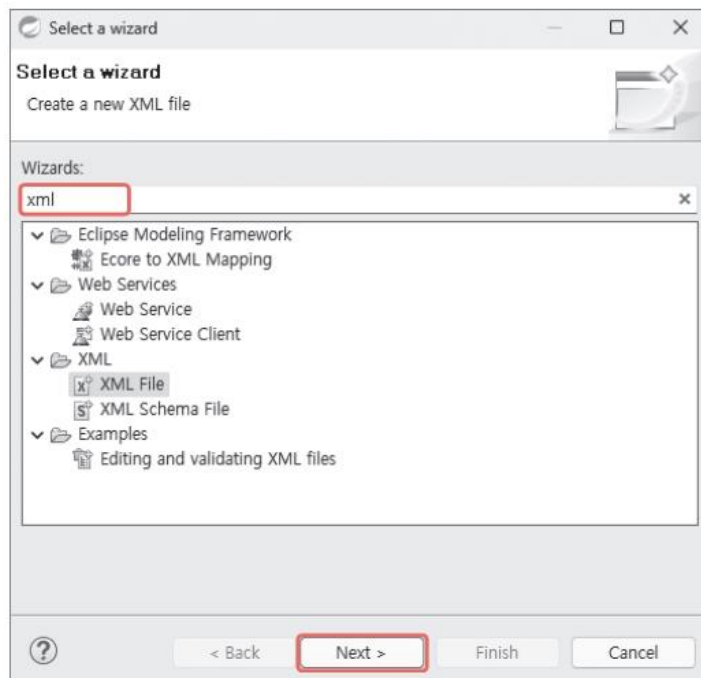 Select a wizard
Select a wizard
Create a new XML file
Wizards:
xml
Eclipse Modeling Framework
Ecore to XML Mapping
Web Services
Web Service
Web Service Client
XML
XML File
XML Schema File
Examples
Editing and validating XML files
< Back Next > Finish Cancel